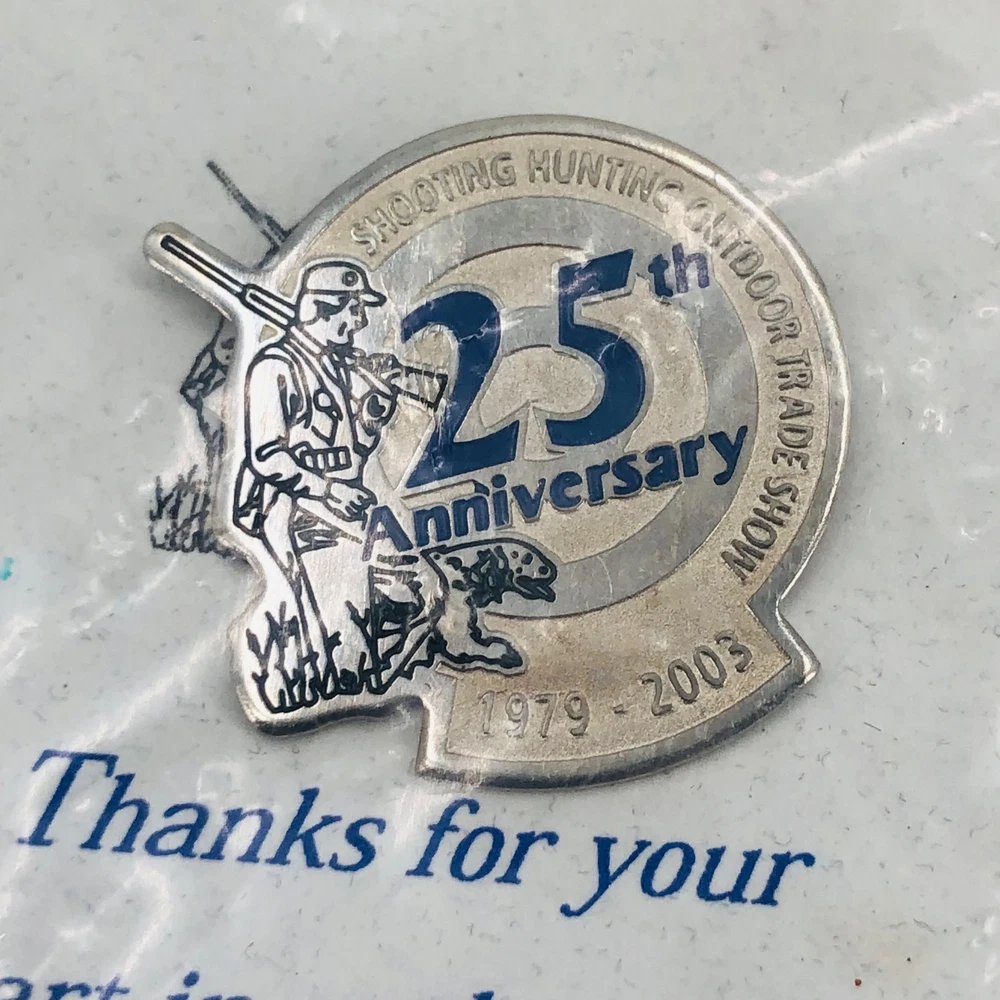 SHOOTING HUNTING OUTDOOR TRADE SHOW
25th
Anniversary
1979 - 2003
Thanks for your